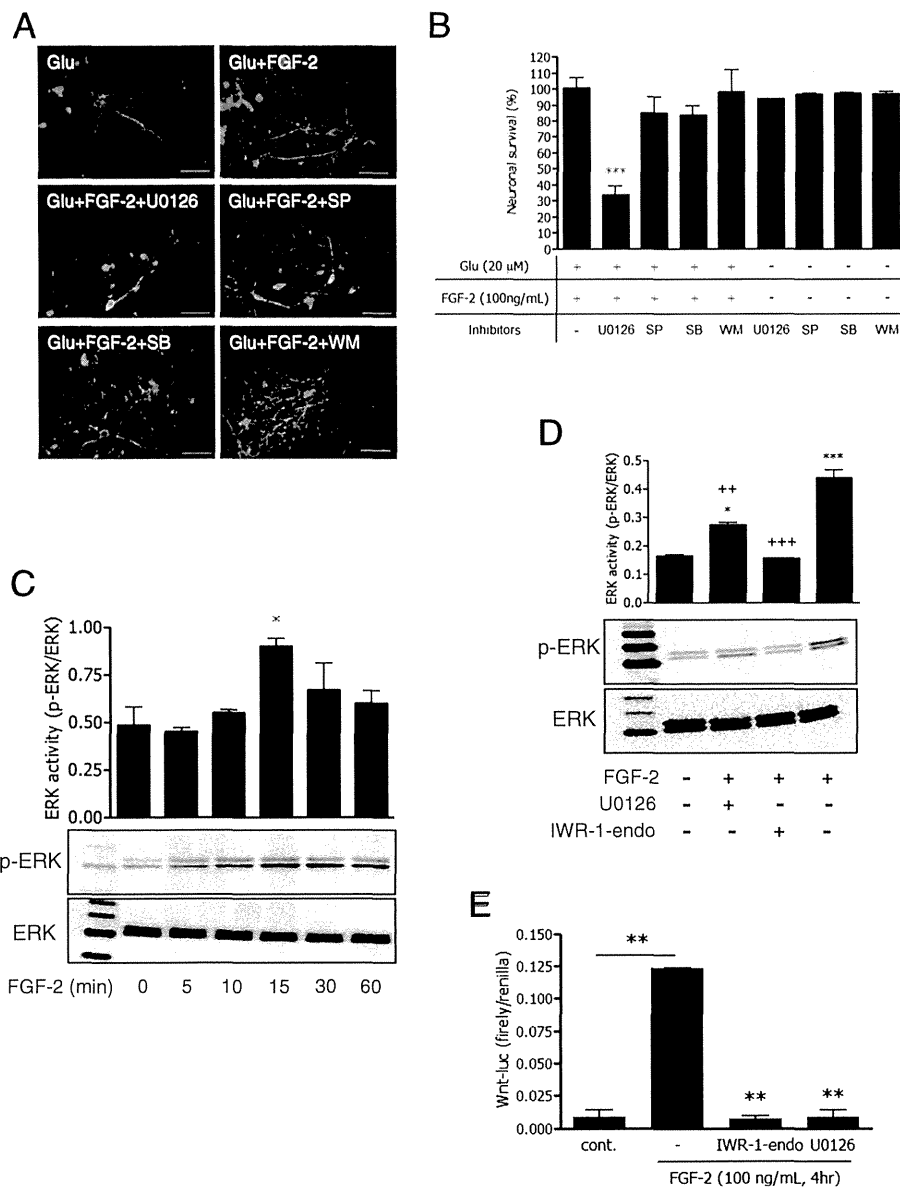 A
Glu
Glu+FGF-2
Glu+FGF-2+U0126
Glu+FGF-2+SP
Glu+FGF-2+SB
Glu+FGF-2+WM
B
Neuronal survival (%)
120
110
100
90
80
70
60
50
40
30
20
10
0
***
Glu (20 µM) + + + + + - - - -
FGF-2 (100ng/mL) + + + + + - - - -
Inhibitors - U0126 SP SB WM U0126 SP SB WM
C
ERK activity (p-ERK/ERK)
1.00
0.75
0.50
0.25
0.00
*
p-ERK
ERK
FGF-2 (min) 0 5 10 15 30 60
D
ERK activity (p-ERK/ERK)
0.5
0.4
0.3
0.2
0.1
0.0
++
*
+++
***
p-ERK
ERK
FGF-2 - + + +
U0126 - + - -
IWR-1-endo - - + -
E
Wnt-luc (firely/renilla)
0.150
0.125
0.100
0.075
0.050
0.025
0.000
**
**
**
cont. - IWR-1-endo U0126
FGF-2 (100 ng/mL, 4hr)